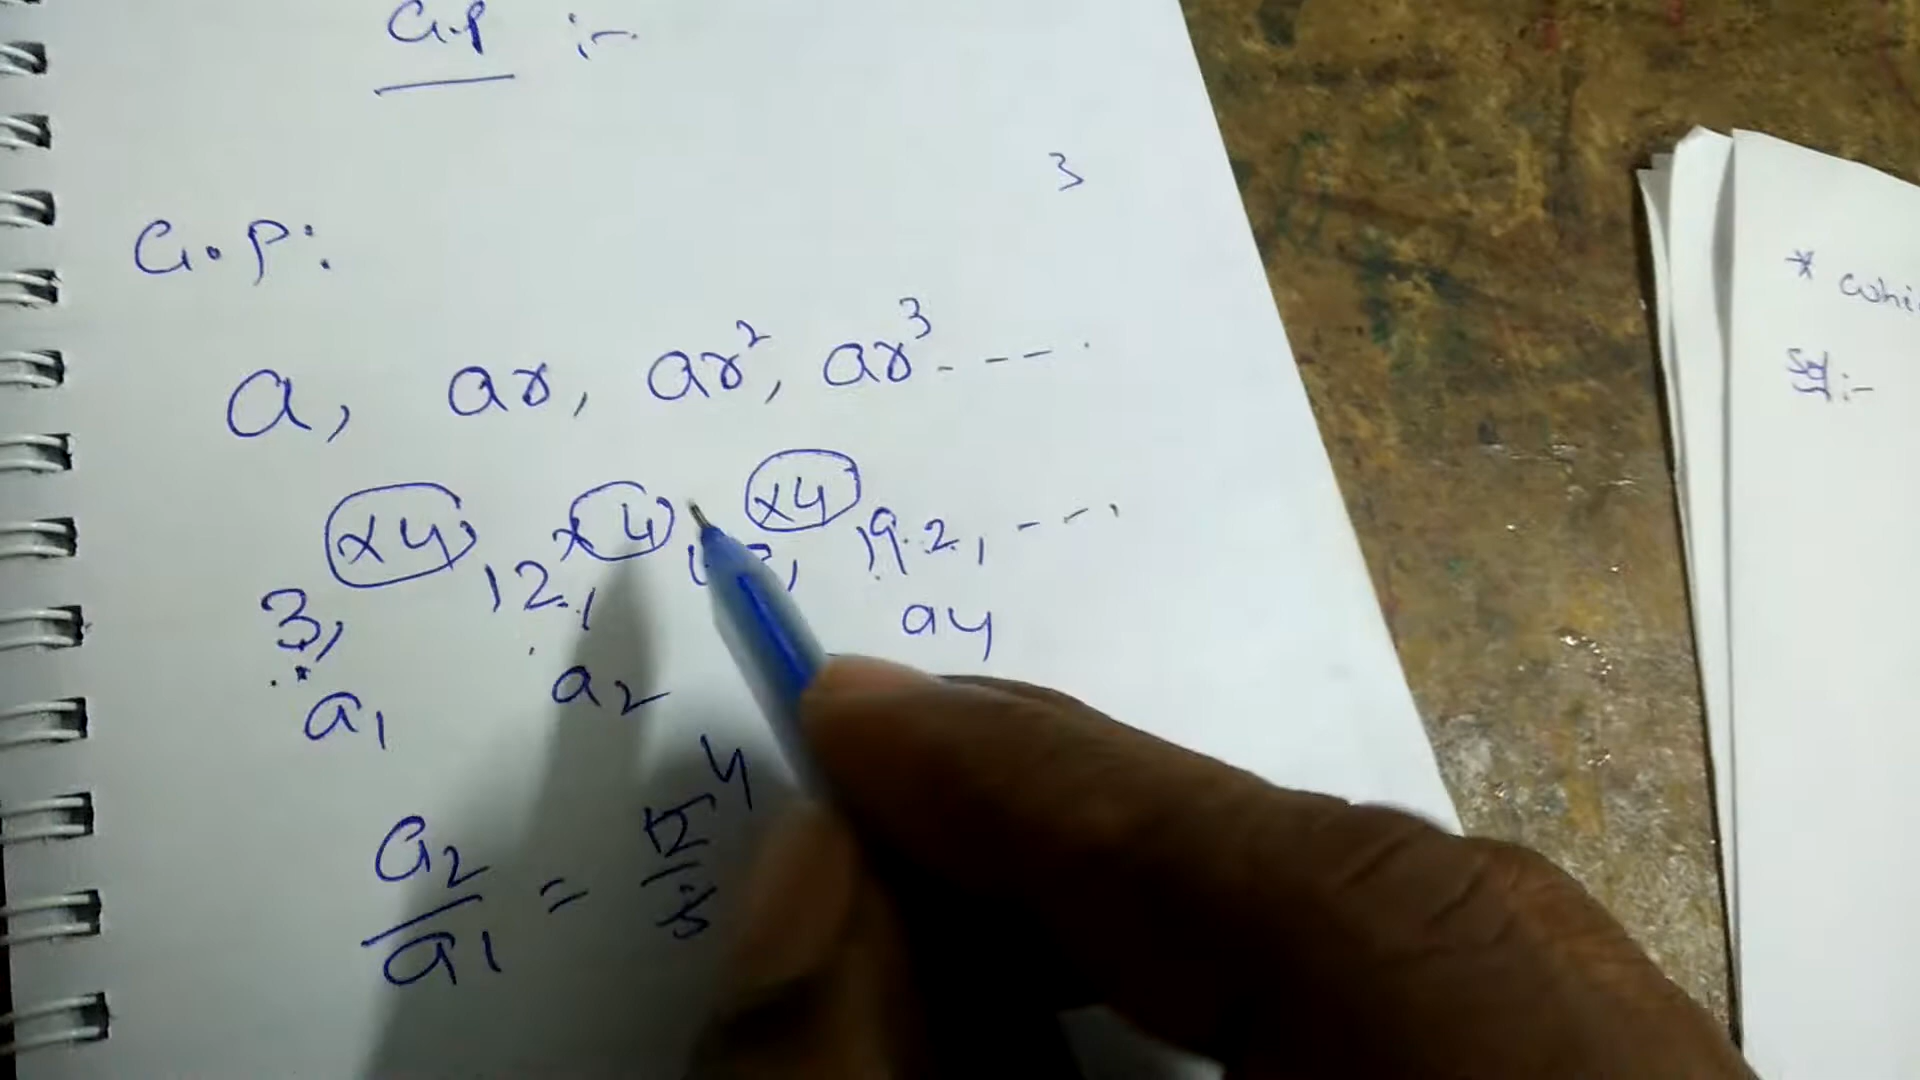 G.P :-
3
G.P:
a, ar, ar², ar³ - - - -
×4 ×4 ×4
3, 12, 192, - - - .
a₁ a₂ a₄
a₂/a₁ = 12/3 4
*
Sol:-